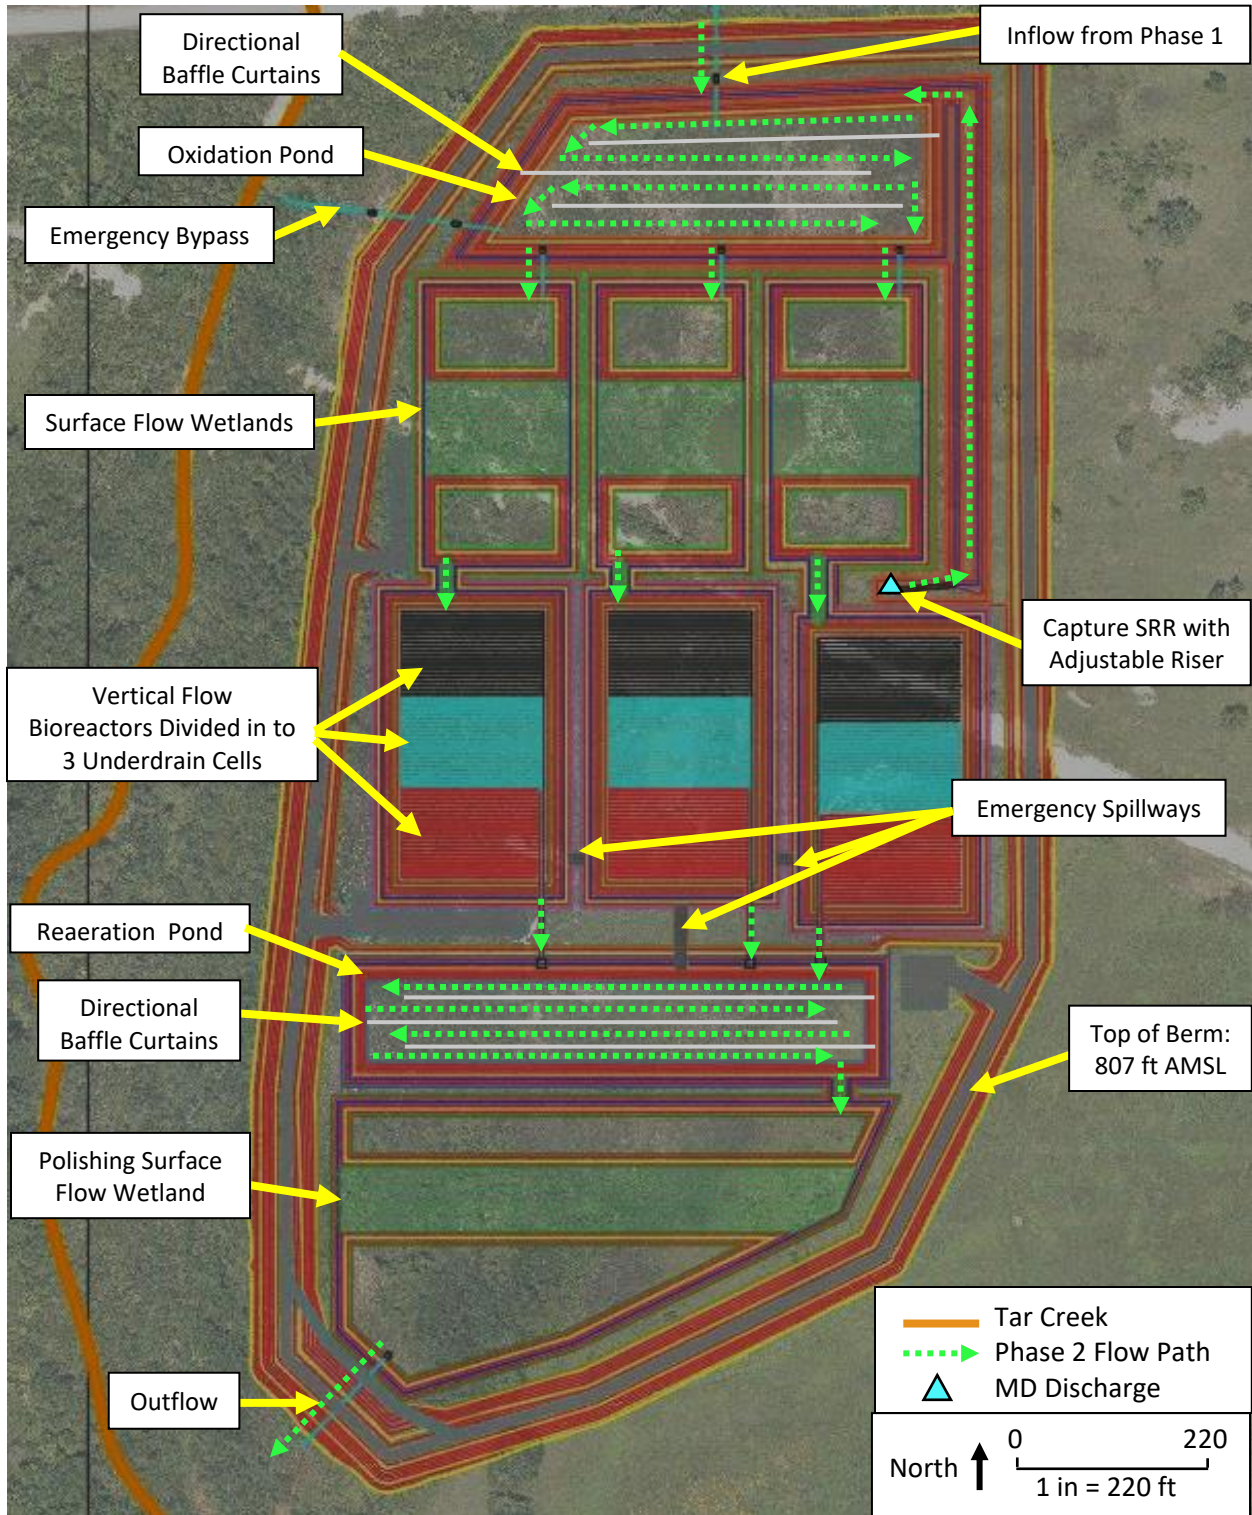 Directional
Baffle Curtains
Inflow from Phase 1
Oxidation Pond
Emergency Bypass
Surface Flow Wetlands
Capture SRR with
Adjustable Riser
Vertical Flow
Bioreactors Divided in to
3 Underdrain Cells
Emergency Spillways
Reaeration Pond
Directional
Baffle Curtains
Top of Berm:
807 ft AMSL
Polishing Surface
Flow Wetland
Outflow
Tar Creek
Phase 2 Flow Path
MD Discharge
North
0 220
1 in = 220 ft